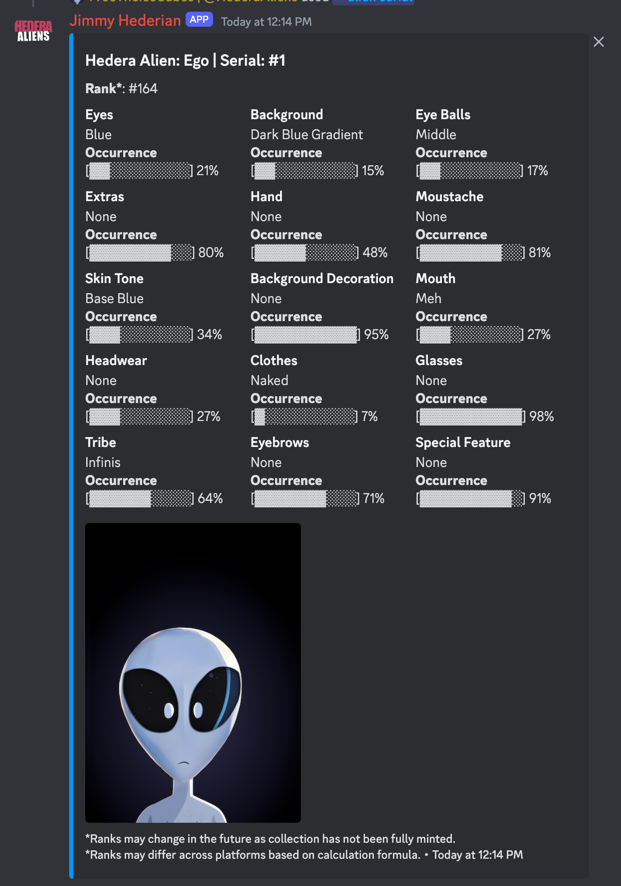 HEDERA
ALIENS
Jimmy Hederian APP Today at 12:14 PM
Hedera Alien: Ego | Serial: #1
Rank*: #164
Eyes Background Eye Balls
Blue Dark Blue Gradient Middle
Occurrence Occurrence Occurrence
[] 21% [] 15% [] 17%
Extras Hand Moustache
None None None
Occurrence Occurrence Occurrence
[] 80% [] 48% [] 81%
Skin Tone Background Decoration Mouth
Base Blue None Meh
Occurrence Occurrence Occurrence
[] 34% [] 95% [] 27%
Headwear Clothes Glasses
None Naked None
Occurrence Occurrence Occurrence
[] 27% [] 7% [] 98%
Tribe Eyebrows Special Feature
Infinis None None
Occurrence Occurrence Occurrence
[] 64% [] 71% [] 91%
*Ranks may change in the future as collection has not been fully minted.
*Ranks may differ across platforms based on calculation formula. • Today at 12:14 PM